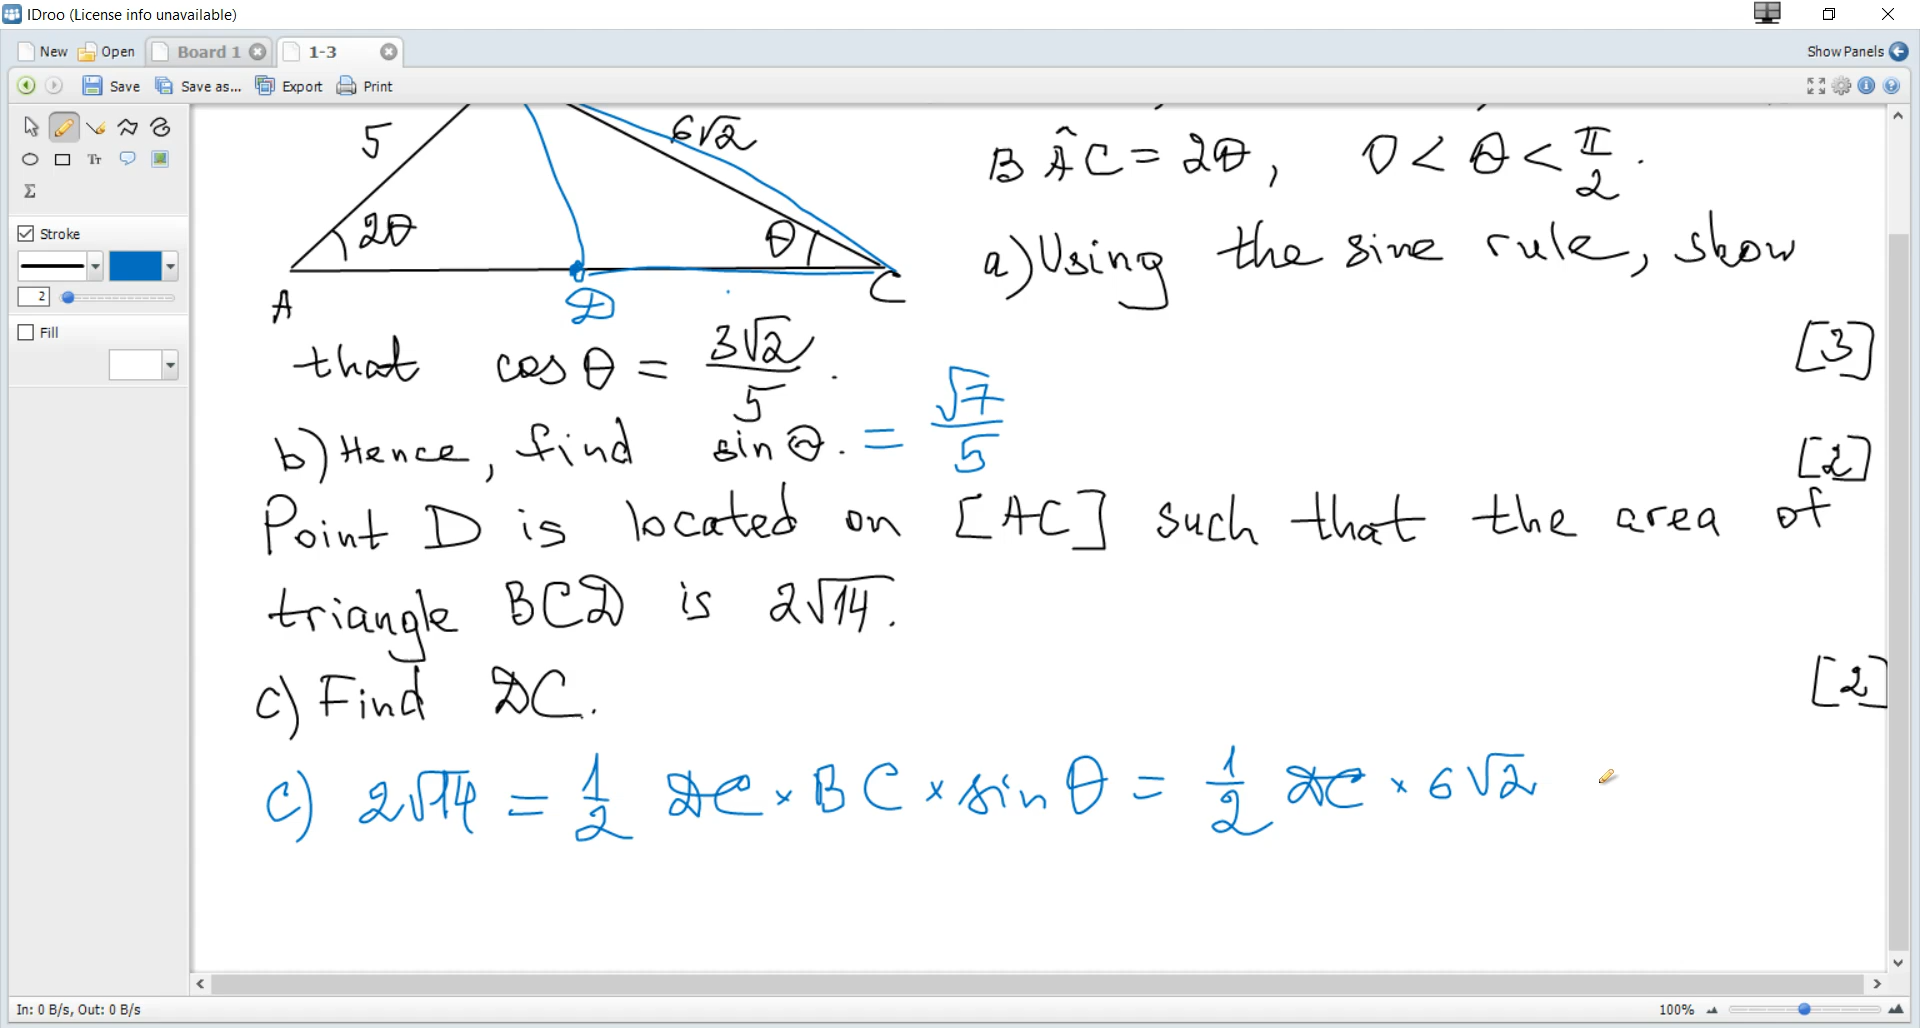 IDroo (License info unavailable)
New Open Board 1 1-3 Show Panels
Save Save as... Export Print
5 6√2
BÂC = 2θ, 0 < θ < π/2.
Tт
Σ
Stroke
2θ θ
a) Using the sine rule, show
2
A D C
Fill
that cos θ = 3√2/5. [3]
b) Hence, find sin θ. = √7/5 [2]
Point D is located on [AC] such that the area of
triangle BCD is 2√14.
c) Find DC. [2]
c) 2√14 = 1/2 DC × BC × sin θ = 1/2 DC × 6√2
In: 0 B/s, Out: 0 B/s 100%